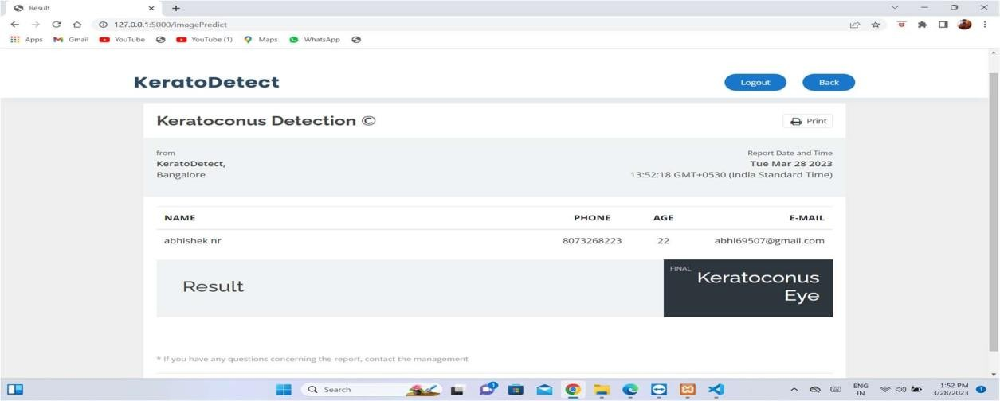 Result
127.0.0.1:5000/imagePredict
Apps Gmail YouTube YouTube (1) Maps WhatsApp
KeratoDetect
Logout Back
Keratoconus Detection ©
Print
from Report Date and Time
KeratoDetect, Tue Mar 28 2023
Bangalore 13:52:18 GMT+0530 (India Standard Time)
NAME PHONE AGE E-MAIL
abhishek nr 8073268223 22 abhi69507@gmail.com
Result
FINAL
Keratoconus
Eye
* If you have any questions concerning the report, contact the management
Search
1
ENG
IN
1:52 PM
3/28/2023
1